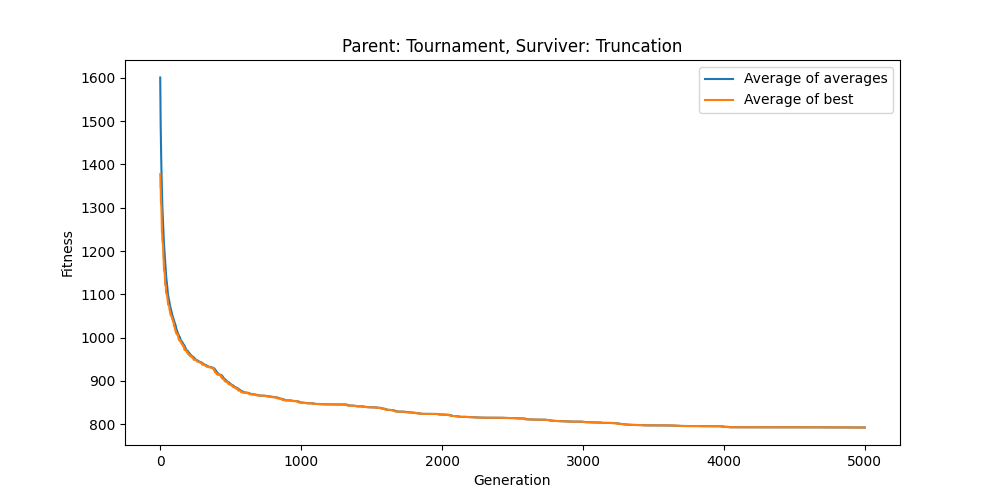 Parent: Tournament, Surviver: Truncation
1600
1500
1400
1300
1200
1100
1000
900
800
Fitness
Average of averages
Average of best
0 1000 2000 3000 4000 5000
Generation